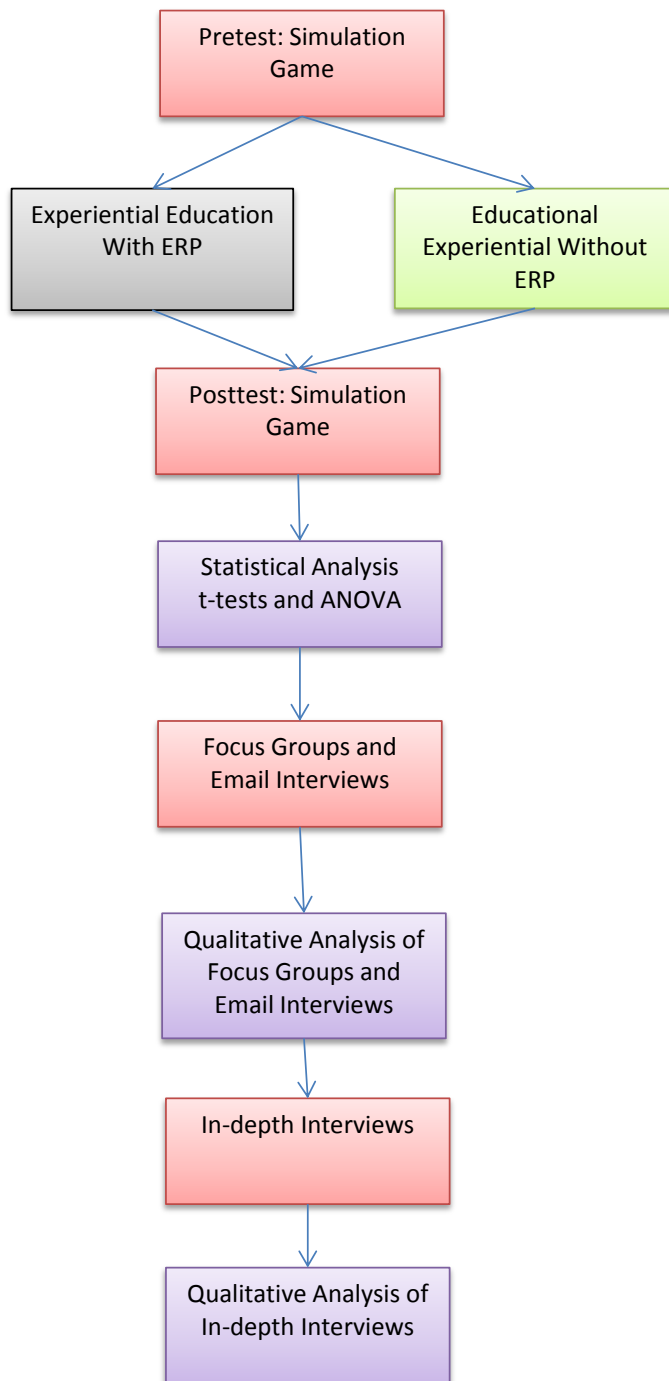 Pretest: Simulation
Game
Experiential Education
With ERP
Educational
Experiential Without
ERP
Posttest: Simulation
Game
Statistical Analysis
t-tests and ANOVA
Focus Groups and
Email Interviews
Qualitative Analysis of
Focus Groups and
Email Interviews
In-depth Interviews
Qualitative Analysis of
In-depth Interviews